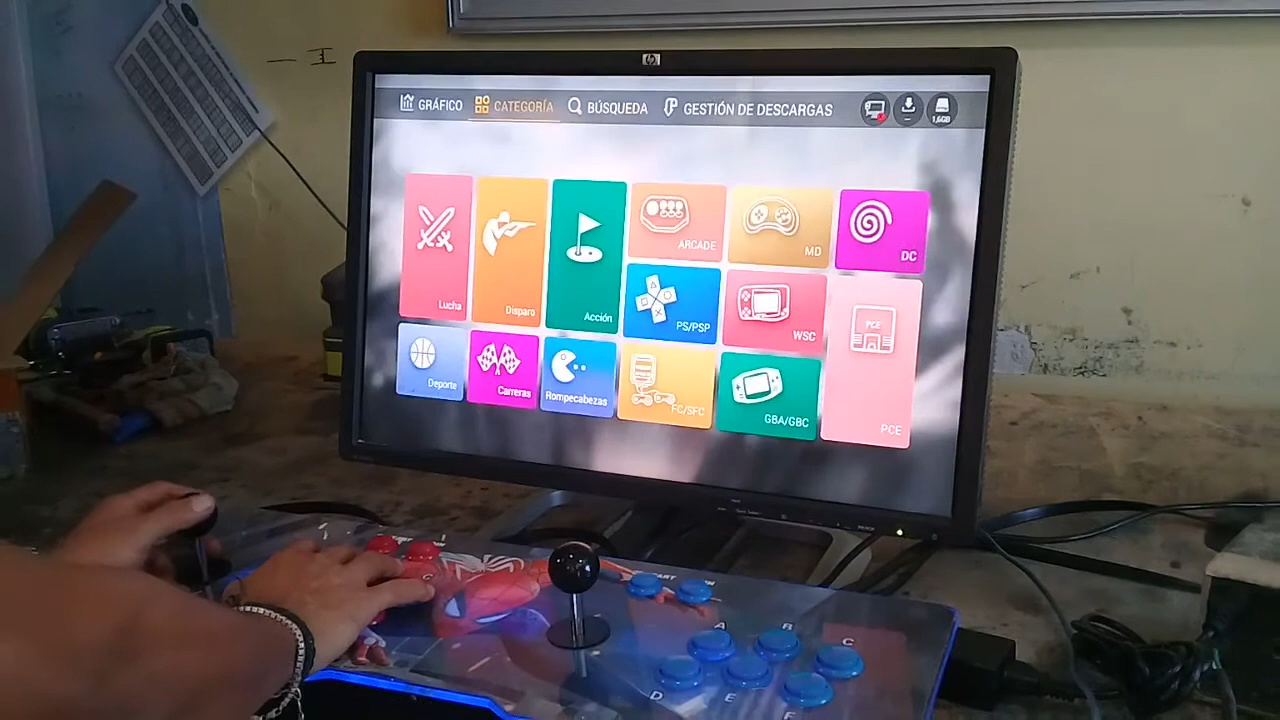 hp
GRÁFICO
CATEGORÍA
BÚSQUEDA
GESTIÓN DE DESCARGAS
1,6GB
Lucha
Disparo
Acción
ARCADE
MD
DC
PS/PSP
WSC
PCE
PCE
Deporte
Carreras
Rompecabezas
FC/SFC
GBA/GBC
A
B
C
D
E
F